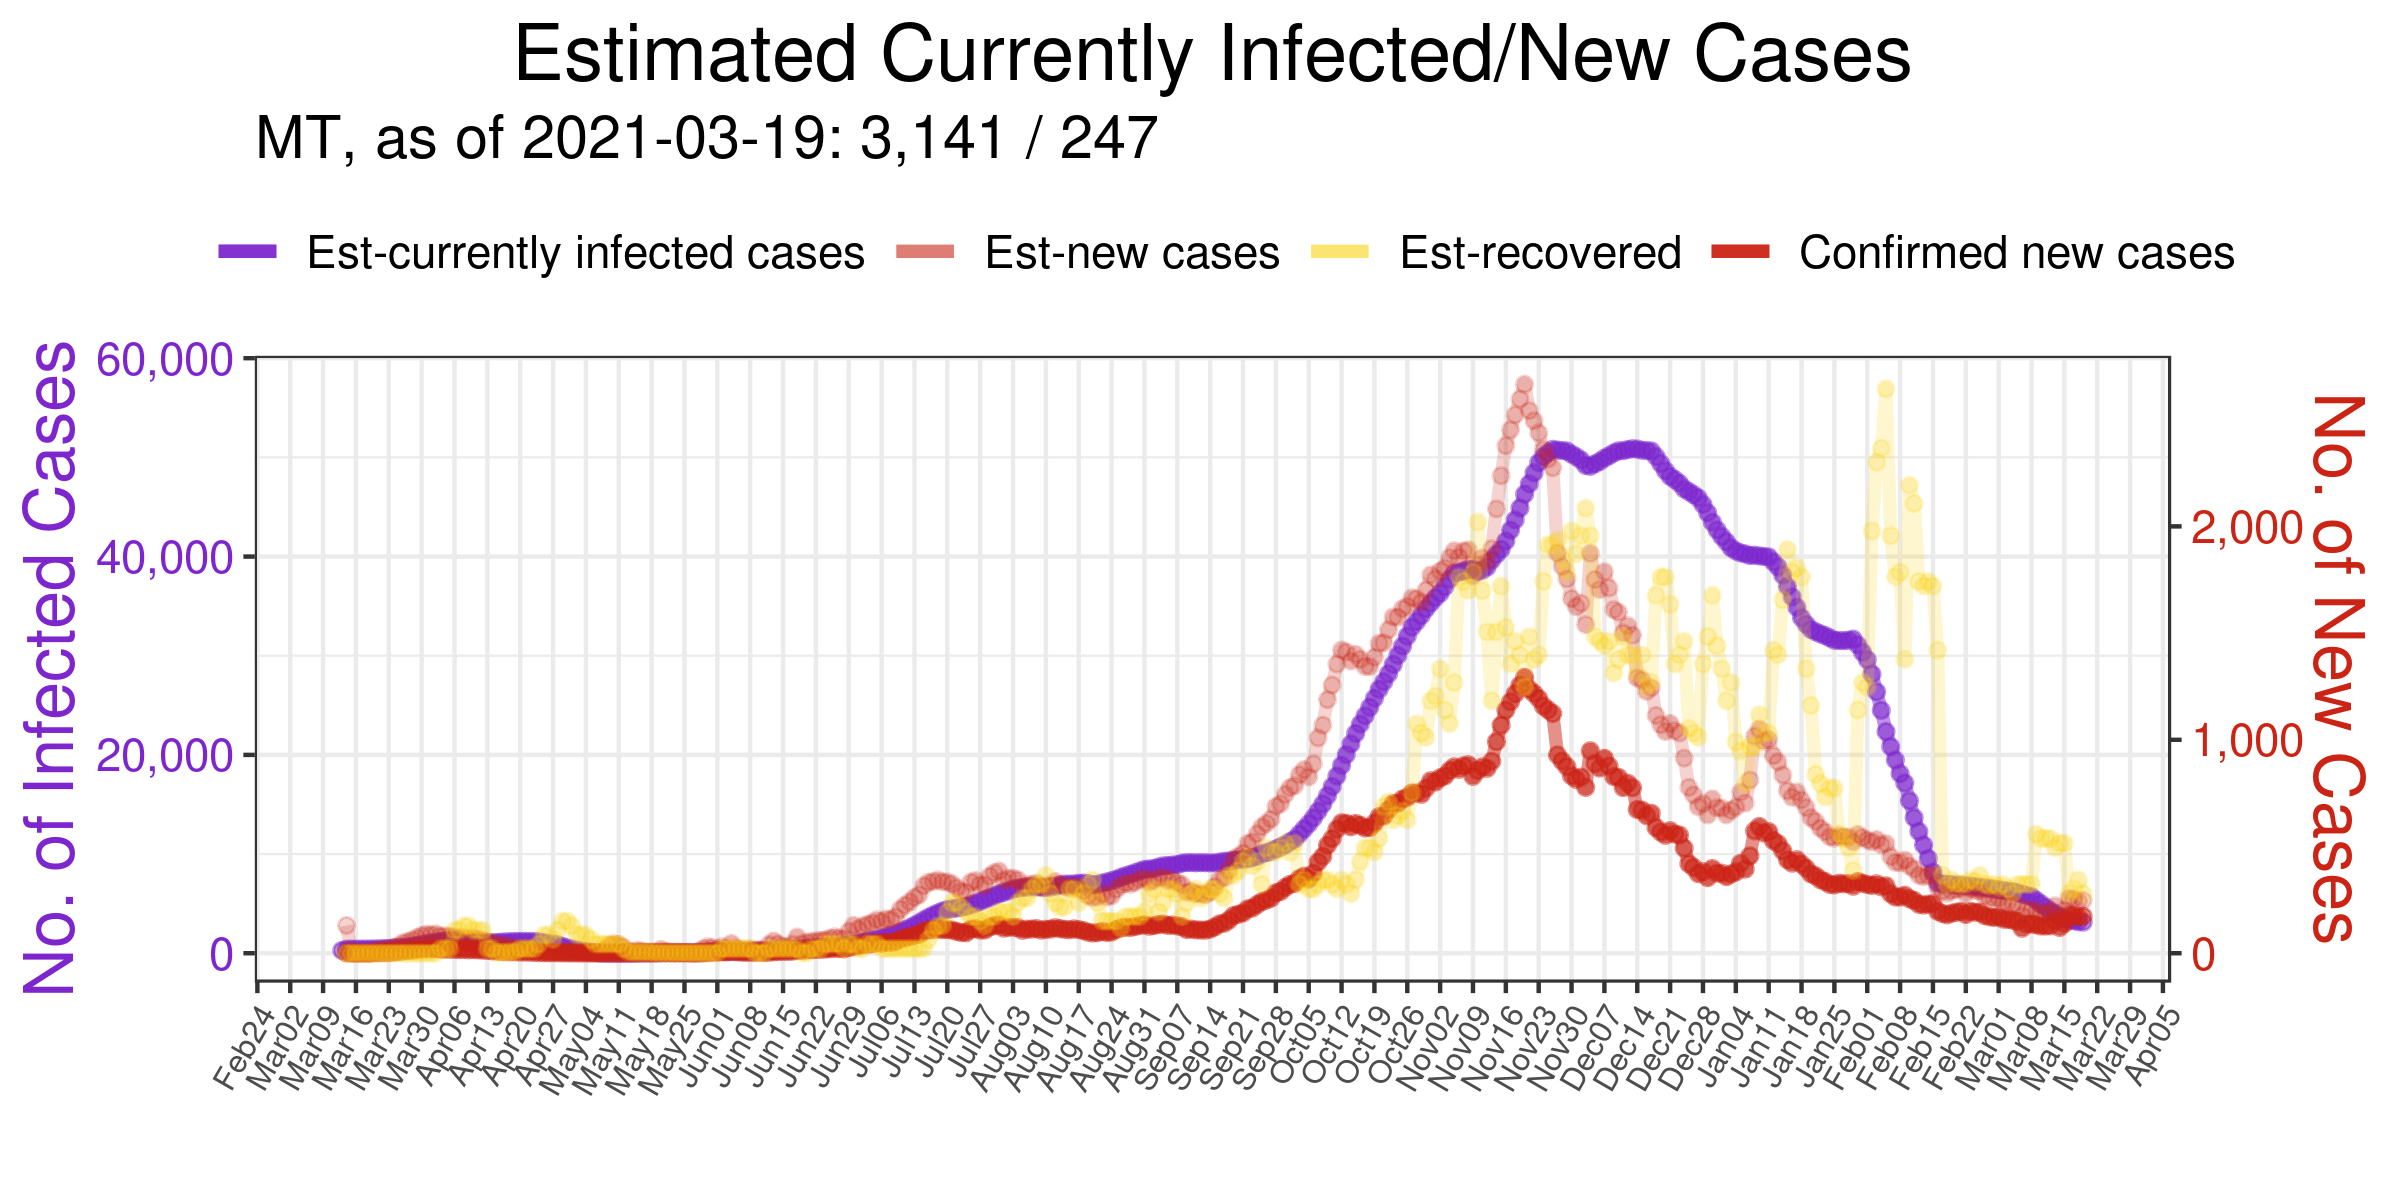 Estimated Currently Infected/New Cases
MT, as of 2021-03-19: 3,141 / 247
Est-currently infected cases Est-new cases Est-recovered Confirmed new cases
No. of Infected Cases
60,000
40,000
20,000
0
No. of New Cases
2,000
1,000
0
Feb24 Mar02 Mar09 Mar16 Mar23 Mar30 Apr06 Apr13 Apr20 Apr27 May04 May11 May18 May25 Jun01 Jun08 Jun15 Jun22 Jun29 Jul06 Jul13 Jul20 Jul27 Aug03 Aug10 Aug17 Aug24 Aug31 Sep07 Sep14 Sep21 Sep28 Oct05 Oct12 Oct19 Oct26 Nov02 Nov09 Nov16 Nov23 Nov30 Dec07 Dec14 Dec21 Dec28 Jan04 Jan11 Jan18 Jan25 Feb01 Feb08 Feb15 Feb22 Mar01 Mar08 Mar15 Mar22 Mar29 Apr05